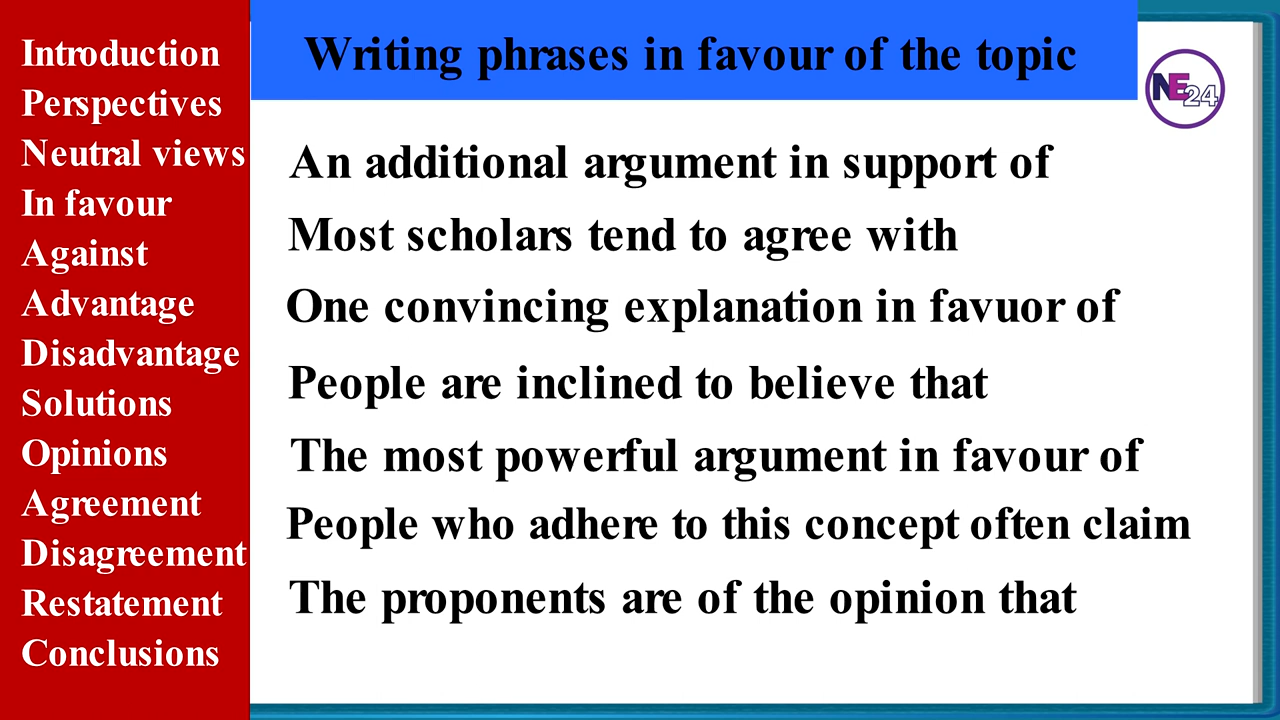 Introduction
Perspectives
Neutral views
In favour
Against
Advantage
Disadvantage
Solutions
Opinions
Agreement
Disagreement
Restatement
Conclusions
Writing phrases in favour of the topic
NE24
An additional argument in support of
Most scholars tend to agree with
One convincing explanation in favuor of
People are inclined to believe that
The most powerful argument in favour of
People who adhere to this concept often claim
The proponents are of the opinion that